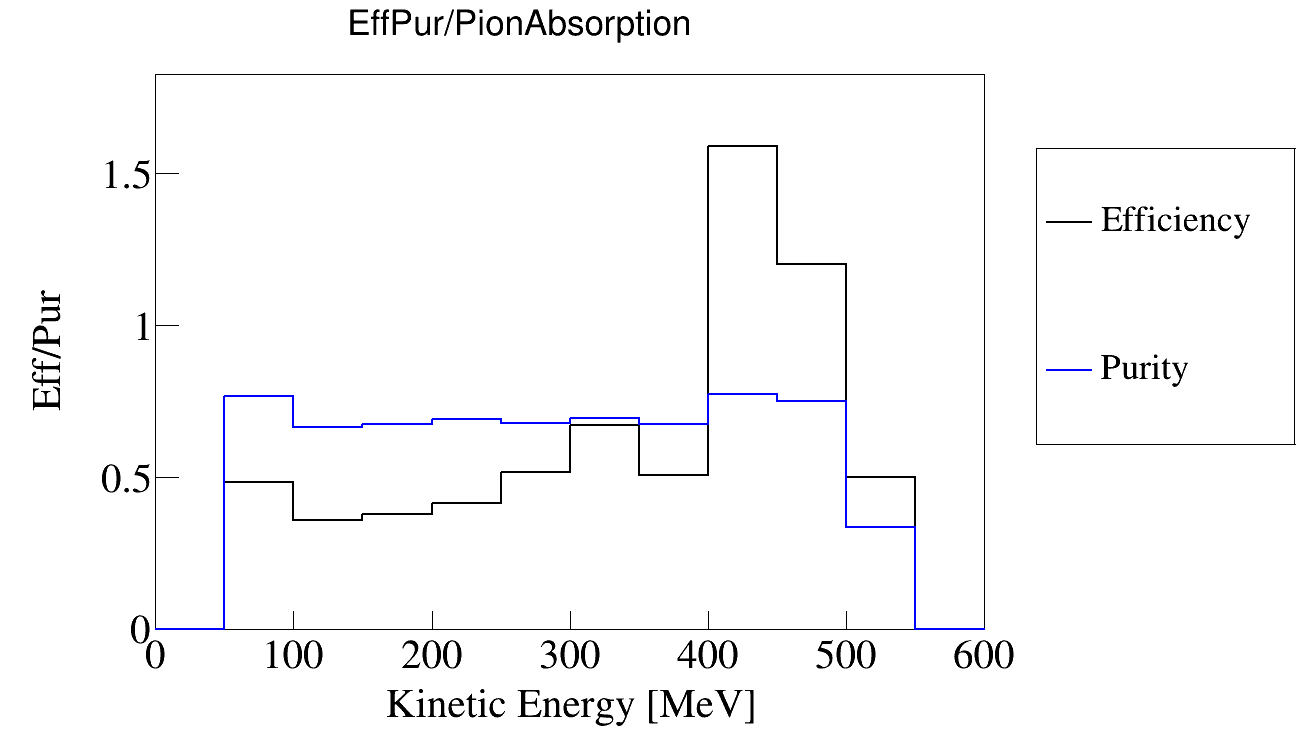 EffPur/PionAbsorption
1.5
1
0.5
0
Eff/Pur
0 100 200 300 400 500 600
Kinetic Energy [MeV]
Efficiency
Purity